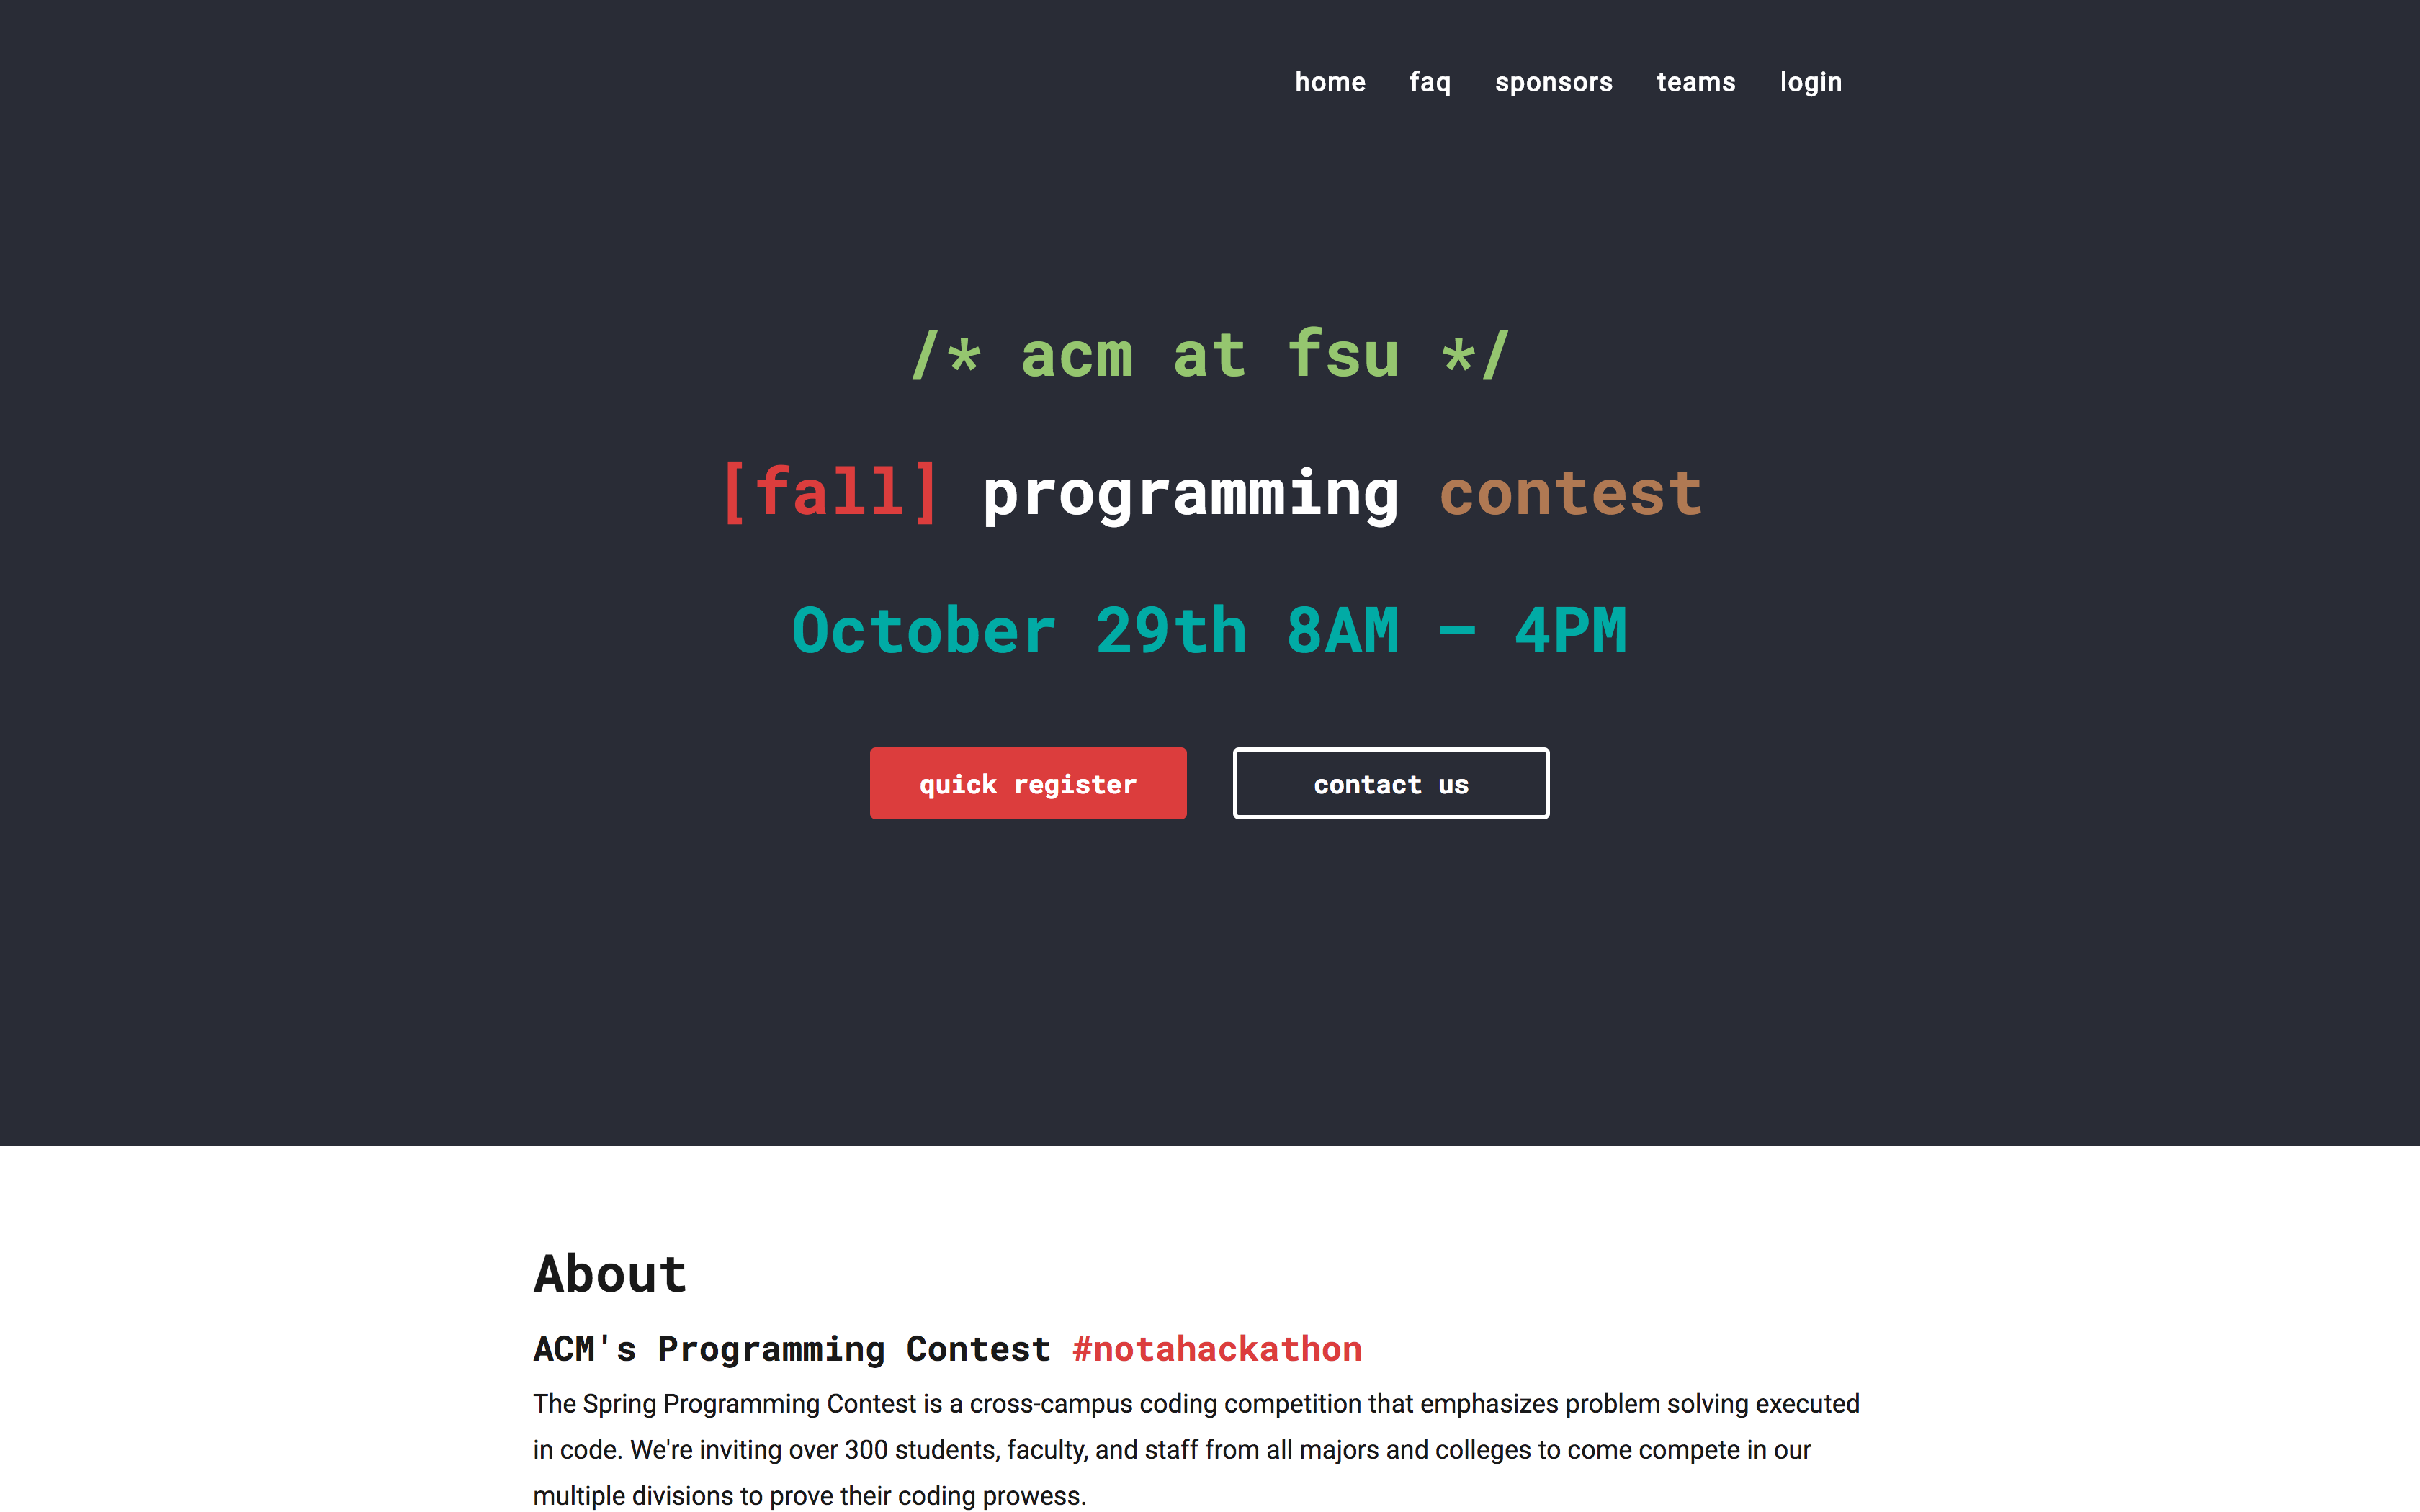 home faq sponsors teams login
/* acm at fsu */
[fall] programming contest
October 29th 8AM – 4PM
quick register contact us
About
ACM's Programming Contest #notahackathon
The Spring Programming Contest is a cross-campus coding competition that emphasizes problem solving executed
in code. We're inviting over 300 students, faculty, and staff from all majors and colleges to come compete in our
multiple divisions to prove their coding prowess.